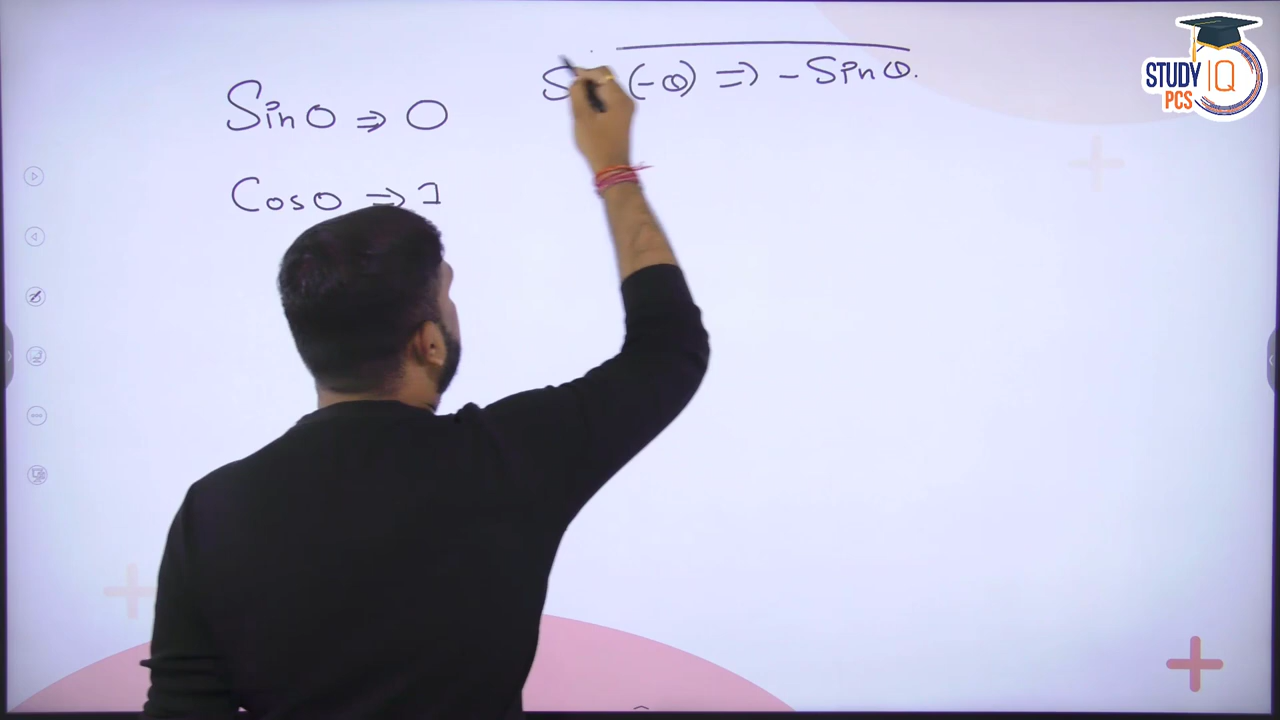 Sin 0 ⇒ 0
Cos 0 ⇒ 1
S (-θ) ⇒ - Sin θ.
STUDY IQ
PCS